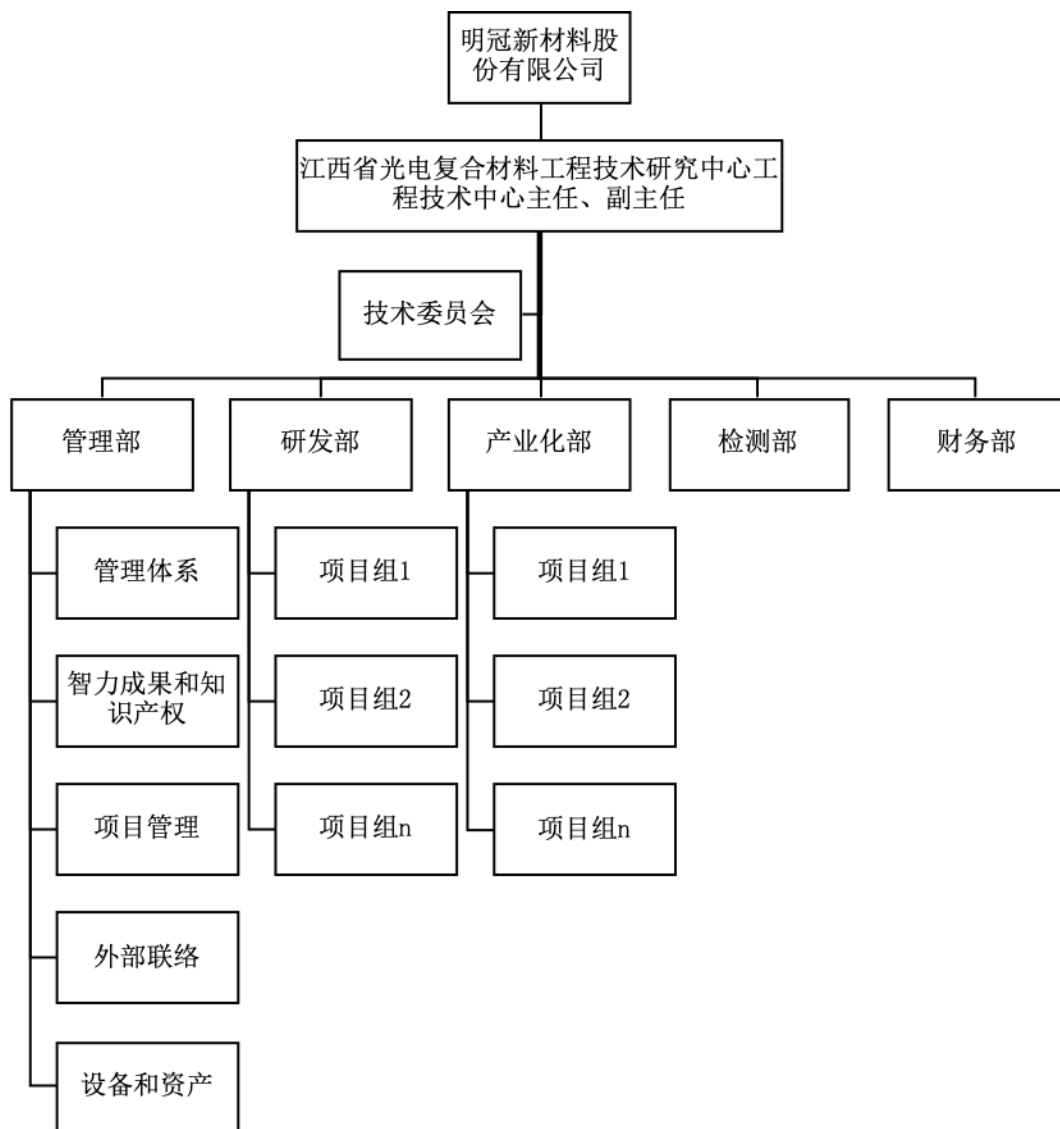 明冠新材料股
份有限公司
江西省光电复合材料工程技术研究中心工
程技术中心主任、副主任
技术委员会
管理部
研发部
产业化部
检测部
财务部
管理体系
项目组1
项目组1
智力成果和知
识产权
项目组2
项目组2
项目管理
项目组n
项目组n
外部联络
设备和资产